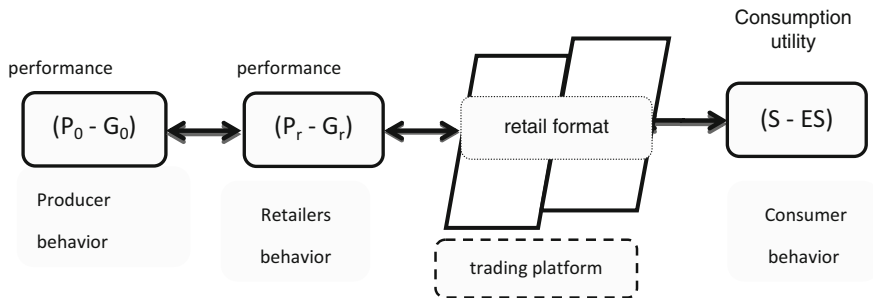 Consumption
utility
performance
performance
(P₀ - G₀)
(Pᵣ - Gᵣ)
retail format
(S - ES)
Producer
behavior
Retailers
behavior
trading platform
Consumer
behavior